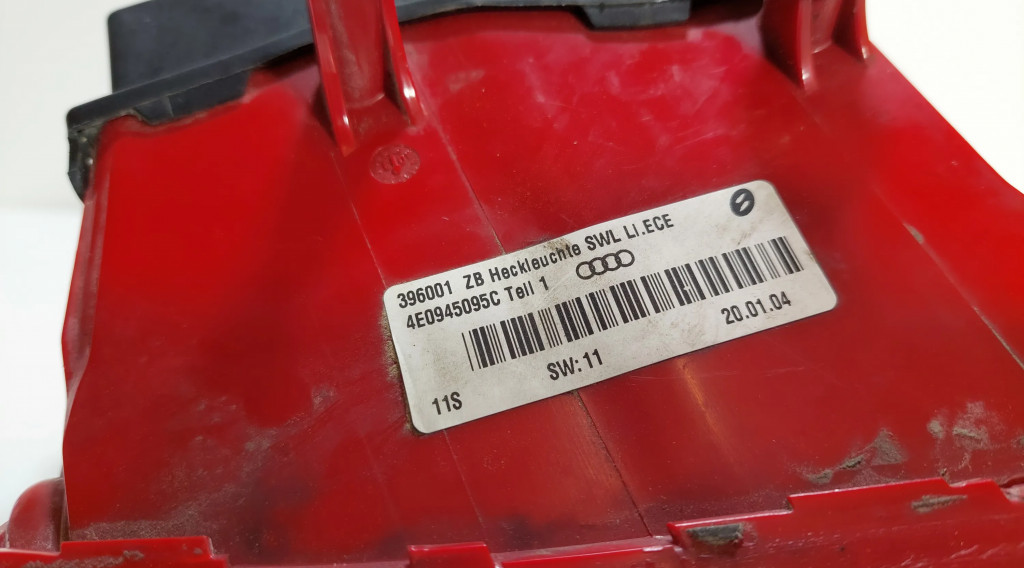 396001 ZB Heckleuchte SWL LI.ECE
4E0945095C Teil 1
SW:11
20.01.04
11S